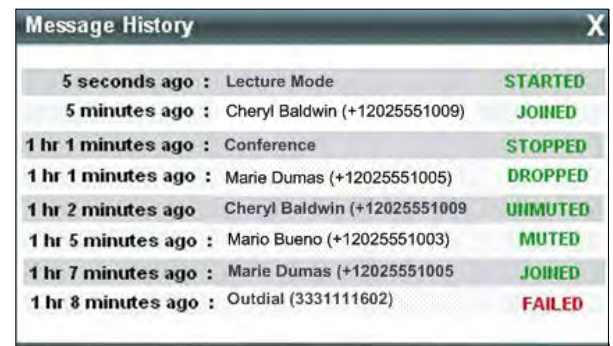 Message History X
5 seconds ago : Lecture Mode STARTED
5 minutes ago : Cheryl Baldwin (+12025551009) JOINED
1 hr 1 minutes ago : Conference STOPPED
1 hr 1 minutes ago : Marie Dumas (+12025551005) DROPPED
1 hr 2 minutes ago Cheryl Baldwin (+12025551009 UNMUTED
1 hr 5 minutes ago : Mario Bueno (+12025551003) MUTED
1 hr 7 minutes ago : Marie Dumas (+12025551005 JOINED
1 hr 8 minutes ago : Outdial (3331111602) FAILED